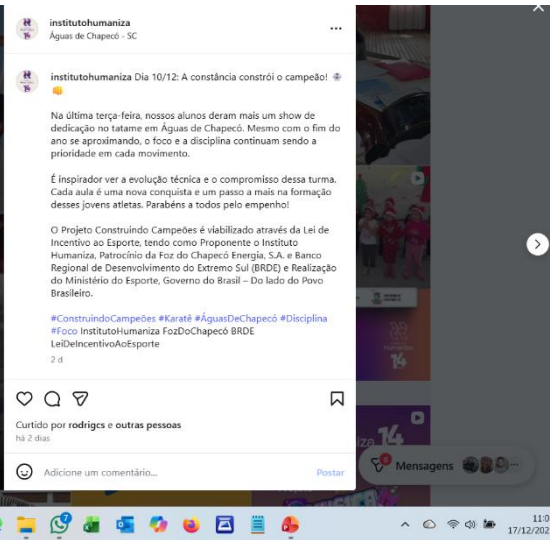 institutohumaniza
Águas de Chapecó - SC
institutohumaniza Dia 10/12: A constância constrói o campeão! 🥋
👊
Na última terça-feira, nossos alunos deram mais um show de
dedicação no tatame em Águas de Chapecó. Mesmo com o fim do
ano se aproximando, o foco e a disciplina continuam sendo a
prioridade em cada movimento.
É inspirador ver a evolução técnica e o compromisso dessa turma.
Cada aula é uma nova conquista e um passo a mais na formação
desses jovens atletas. Parabéns a todos pelo empenho!
O Projeto Construindo Campeões é viabilizado através da Lei de
Incentivo ao Esporte, tendo como Proponente o Instituto
Humaniza, Patrocínio da Foz do Chapecó Energia, S.A. e Banco
Regional de Desenvolvimento do Extremo Sul (BRDE) e Realização
do Ministério do Esporte, Governo do Brasil – Do lado do Povo
Brasileiro.
#ConstruindoCampeões #Karatê #ÁguasDeChapecó #Disciplina
#Foco InstitutoHumaniza FozDoChapecó BRDE
LeiDeIncentivoAoEsporte
2 d
Curtido por rodrigcs e outras pessoas
há 2 dias
Adicione um comentário...
Postar
14
14
6
Mensagens
7
11:0
17/12/202